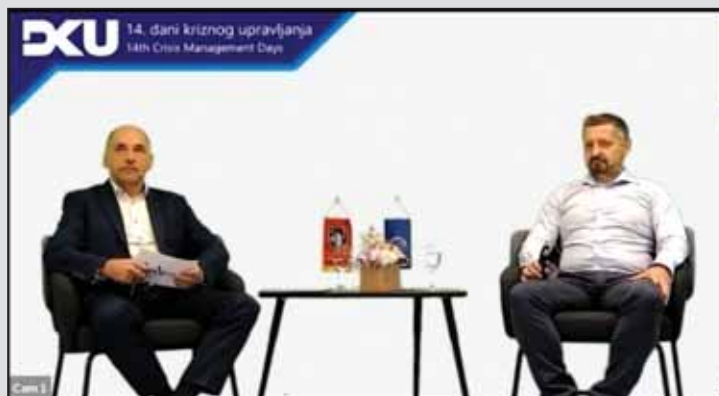 DKU
14. dani kriznog upravljanja
14th Crisis Management Days
Cam 1